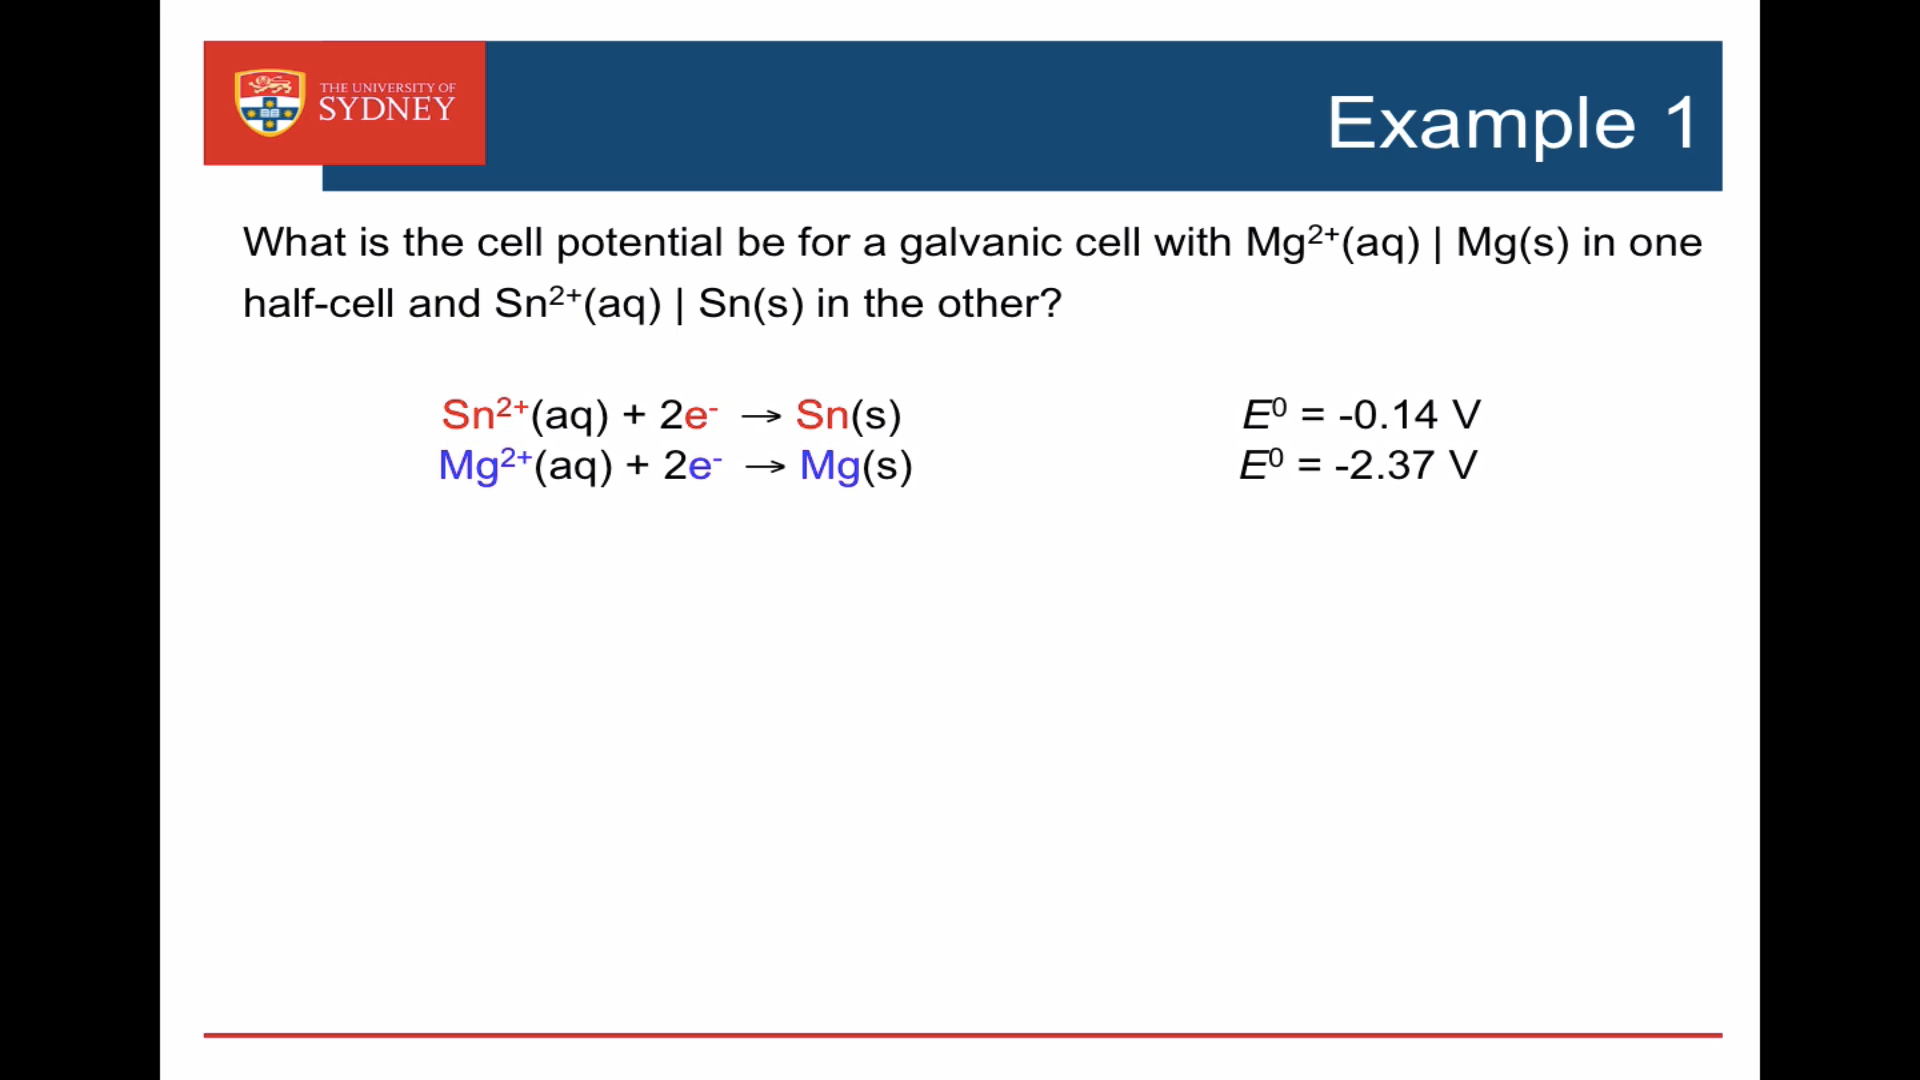 THE UNIVERSITY OF
SYDNEY
Example 1
What is the cell potential be for a galvanic cell with Mg²⁺(aq) | Mg(s) in one
half-cell and Sn²⁺(aq) | Sn(s) in the other?
Sn²⁺(aq) + 2e⁻ → Sn(s) E⁰ = -0.14 V
Mg²⁺(aq) + 2e⁻ → Mg(s) E⁰ = -2.37 V